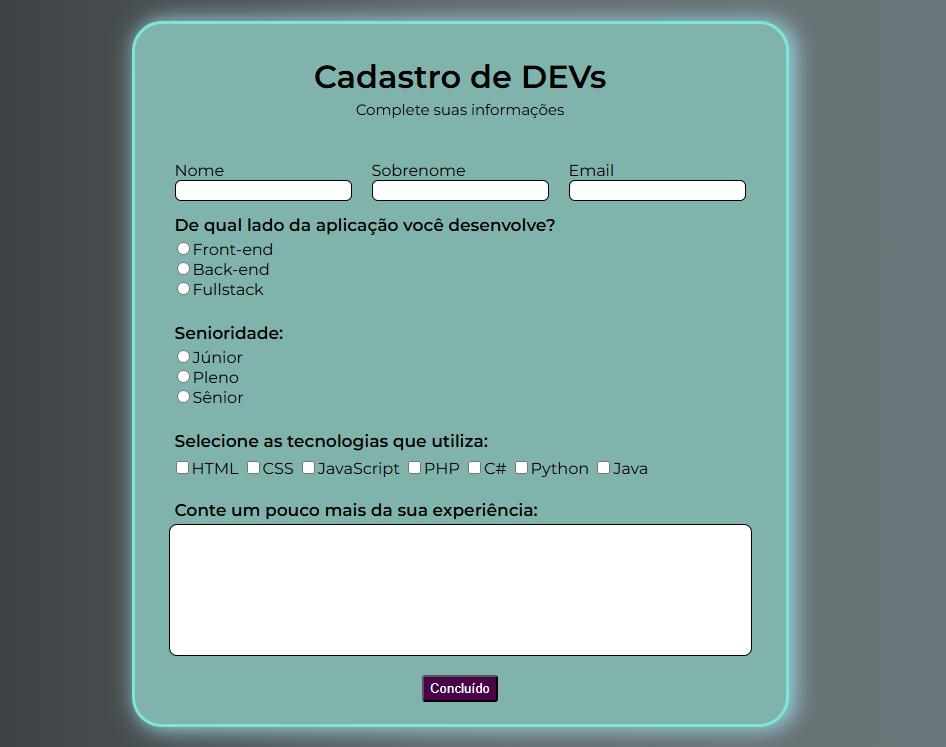 Cadastro de DEVs
Complete suas informações
Nome Sobrenome Email
De qual lado da aplicação você desenvolve?
Front-end
Back-end
Fullstack
Senioridade:
Júnior
Pleno
Sênior
Selecione as tecnologias que utiliza:
HTML CSS JavaScript PHP C# Python Java
Conte um pouco mais da sua experiência:
Concluído